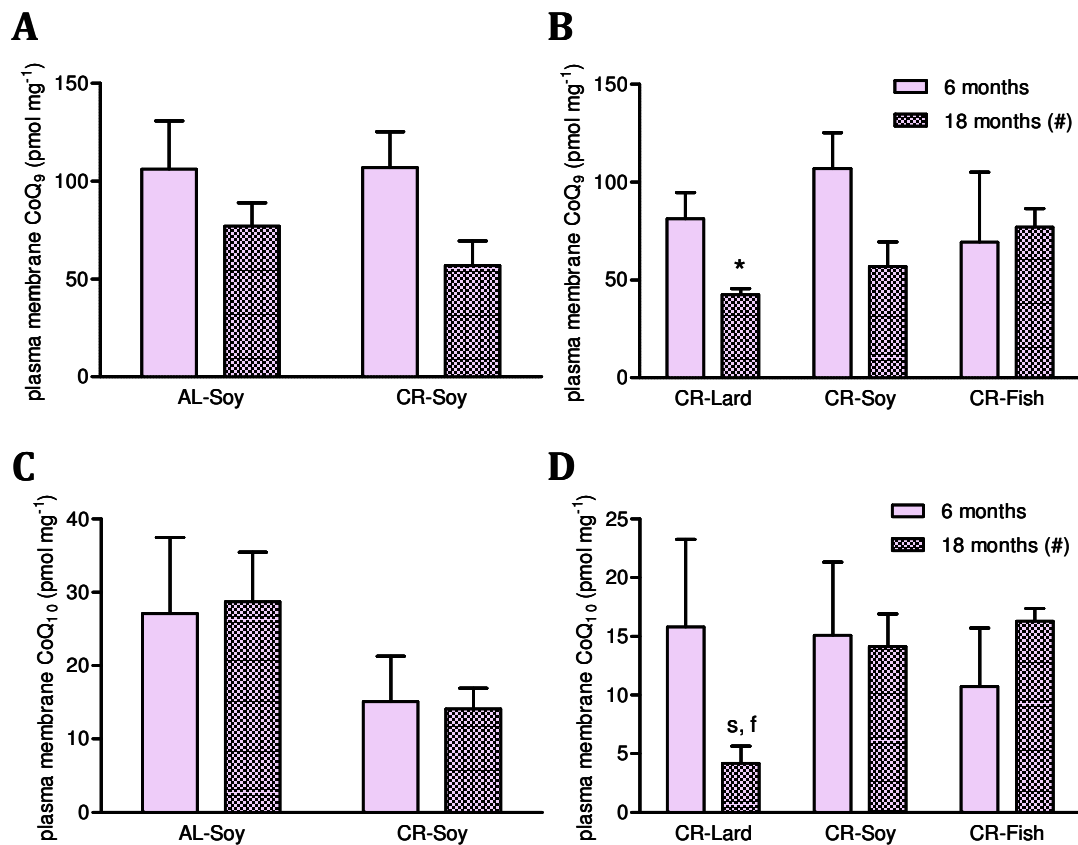 A
plasma membrane CoQ9 (pmol mg-1)
150
100
50
0
AL-Soy CR-Soy
B
plasma membrane CoQ9 (pmol mg-1)
150
100
50
0
6 months
18 months (#)
*
CR-Lard CR-Soy CR-Fish
C
plasma membrane CoQ10 (pmol mg-1)
40
30
20
10
0
AL-Soy CR-Soy
D
plasma membrane CoQ10 (pmol mg-1)
25
20
15
10
5
0
6 months
18 months (#)
s, f
CR-Lard CR-Soy CR-Fish